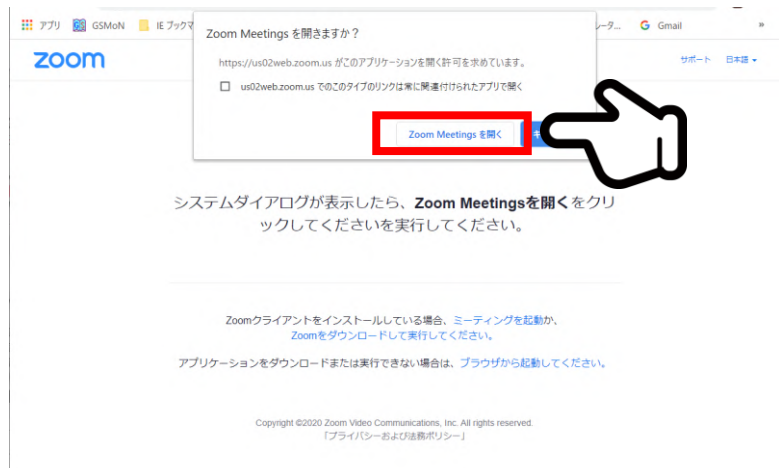 アプリ GSMoN IE ブックマ レータ... Gmail »
Zoom Meetings を開きますか？
zoom
https://us02web.zoom.us がこのアプリケーションを開く許可を求めています。
サポート 日本語
us02web.zoom.us でのこのタイプのリンクは常に関連付けられたアプリで開く
Zoom Meetings を開く キ
システムダイアログが表示したら、Zoom Meetingsを開くをクリ
ックしてくださいを実行してください。
Zoomクライアントをインストールしている場合、ミーティングを起動か、
Zoomをダウンロードして実行してください。
アプリケーションをダウンロードまたは実行できない場合は、ブラウザから起動してください。
Copyright ©2020 Zoom Video Communications, Inc. All rights reserved.
「プライバシーおよび法務ポリシー」